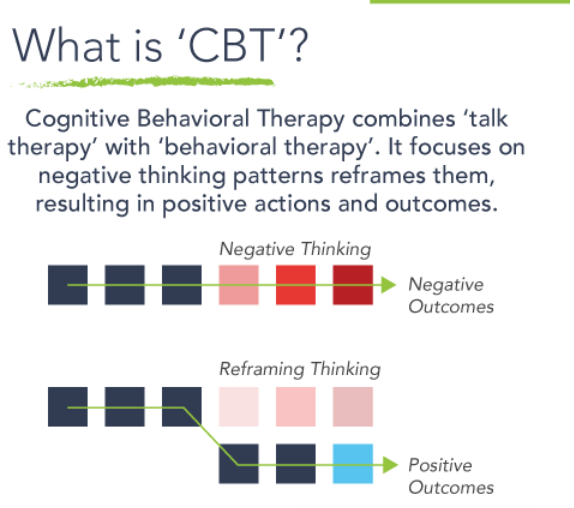 What is ‘CBT’?
Cognitive Behavioral Therapy combines ‘talk
therapy’ with ‘behavioral therapy’. It focuses on
negative thinking patterns reframes them,
resulting in positive actions and outcomes.
Negative Thinking
Negative
Outcomes
Reframing Thinking
Positive
Outcomes